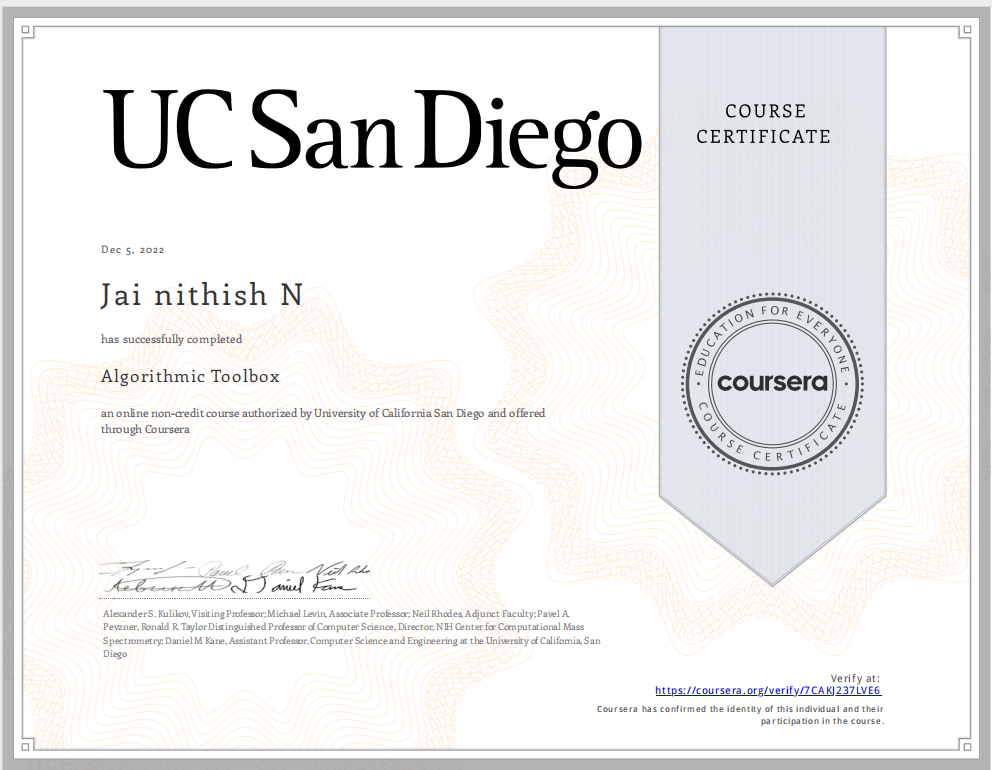 UC San Diego
COURSE
CERTIFICATE
Dec 5, 2022
Jai nithish N
has successfully completed
Algorithmic Toolbox
an online non-credit course authorized by University of California San Diego and offered
through Coursera
EDUCATION FOR EVERYONE
coursera
COURSE CERTIFICATE
Alexander S. Kulikov, Visiting Professor; Michael Levin, Associate Professor; Neil Rhodes, Adjunct Faculty; Pavel A.
Pevzner, Ronald R. Taylor Distinguished Professor of Computer Science, Director, NIH Center for Computational Mass
Spectrometry; Daniel M Kane, Assistant Professor, Computer Science and Engineering at the University of California, San
Diego
Verify at:
https://coursera.org/verify/7CAKJ237LVE6
Coursera has confirmed the identity of this individual and their
participation in the course.